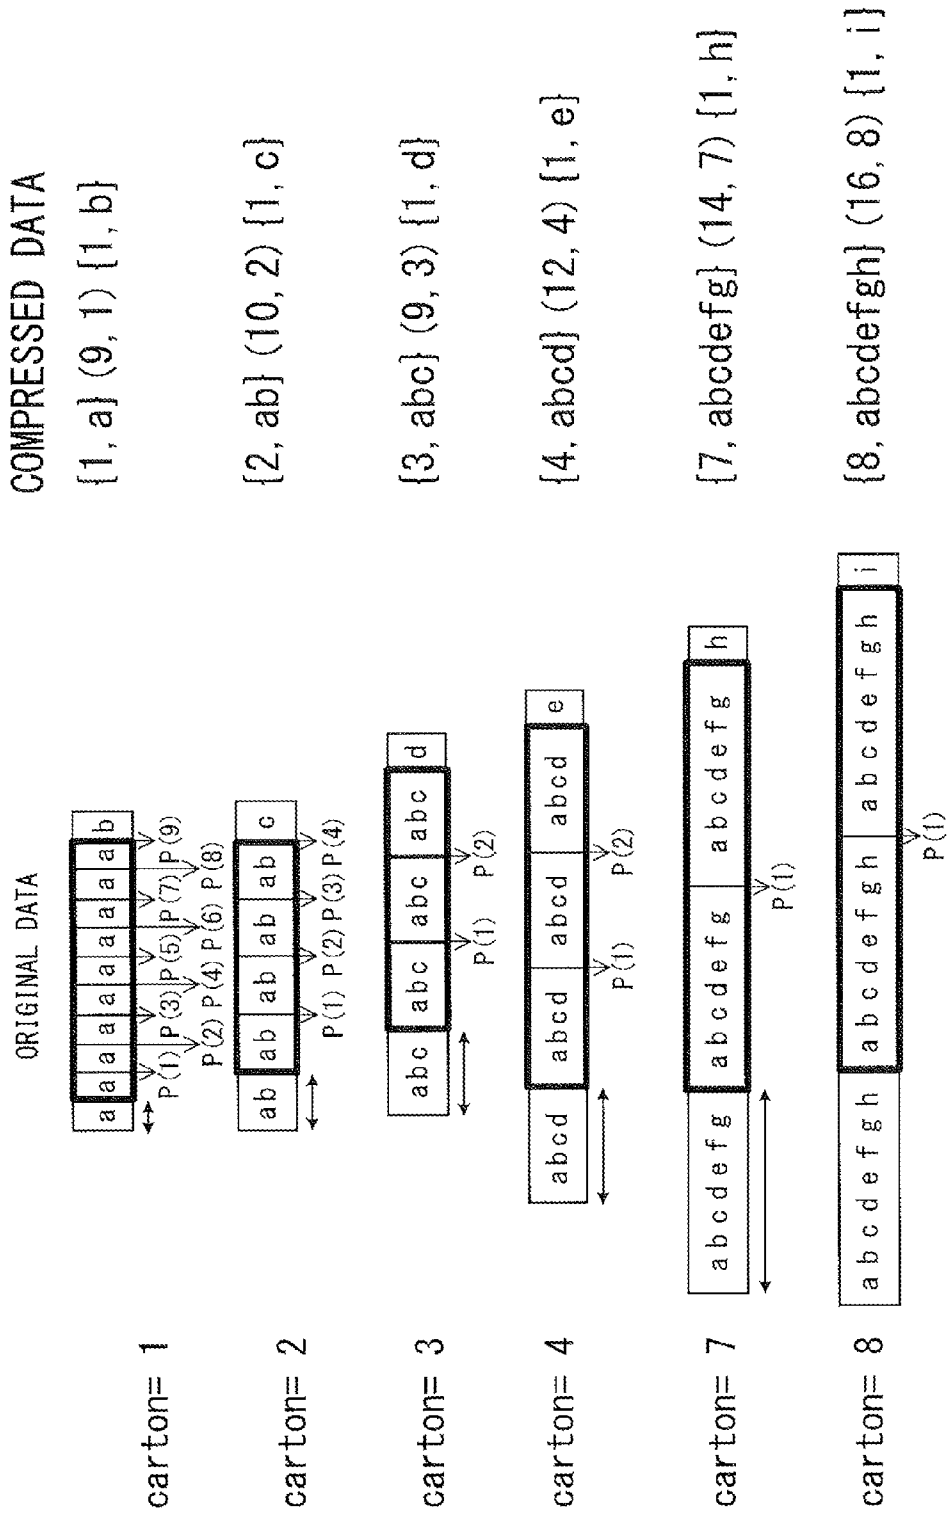 ORIGINAL DATA COMPRESSED DATA
carton= 1 a a a a a a a a a a b {1, a} (9, 1) {1, b}
P(1) P(3) P(5) P(7) P(9)
P(2) P(4) P(6) P(8)
carton= 2 ab ab ab ab ab c {2, ab} (10, 2) {1, c}
P(1) P(2) P(3) P(4)
carton= 3 abc abc abc abc d {3, abc} (9, 3) {1, d}
P(1) P(2)
carton= 4 abcd abcd abcd abcd e {4, abcd} (12, 4) {1, e}
P(1) P(2)
carton= 7 abcdefg abcdefg abcdefg h {7, abcdefg} (14, 7) {1, h}
P(1)
carton= 8 abcdefgh abcdefgh abcdefgh i {8, abcdefgh} (16, 8) {1, i}
P(1)